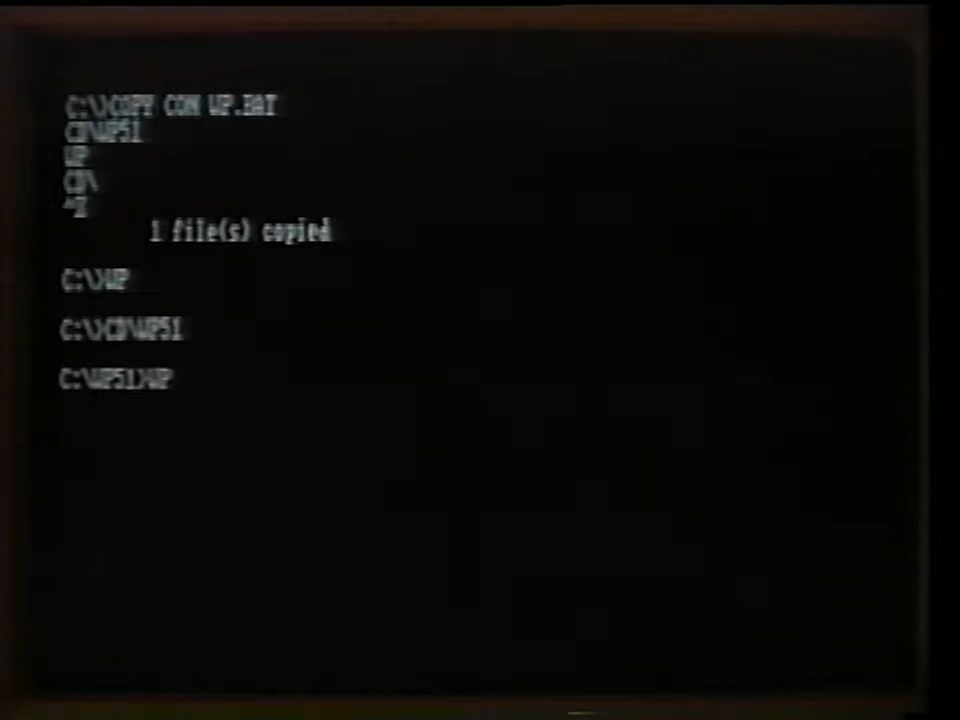 C:\>COPY CON WP.BAT
CD\WP51
WP
CD\
^Z
1 file(s) copied
C:\>WP
C:\>CD\WP51
C:\WP51>WP